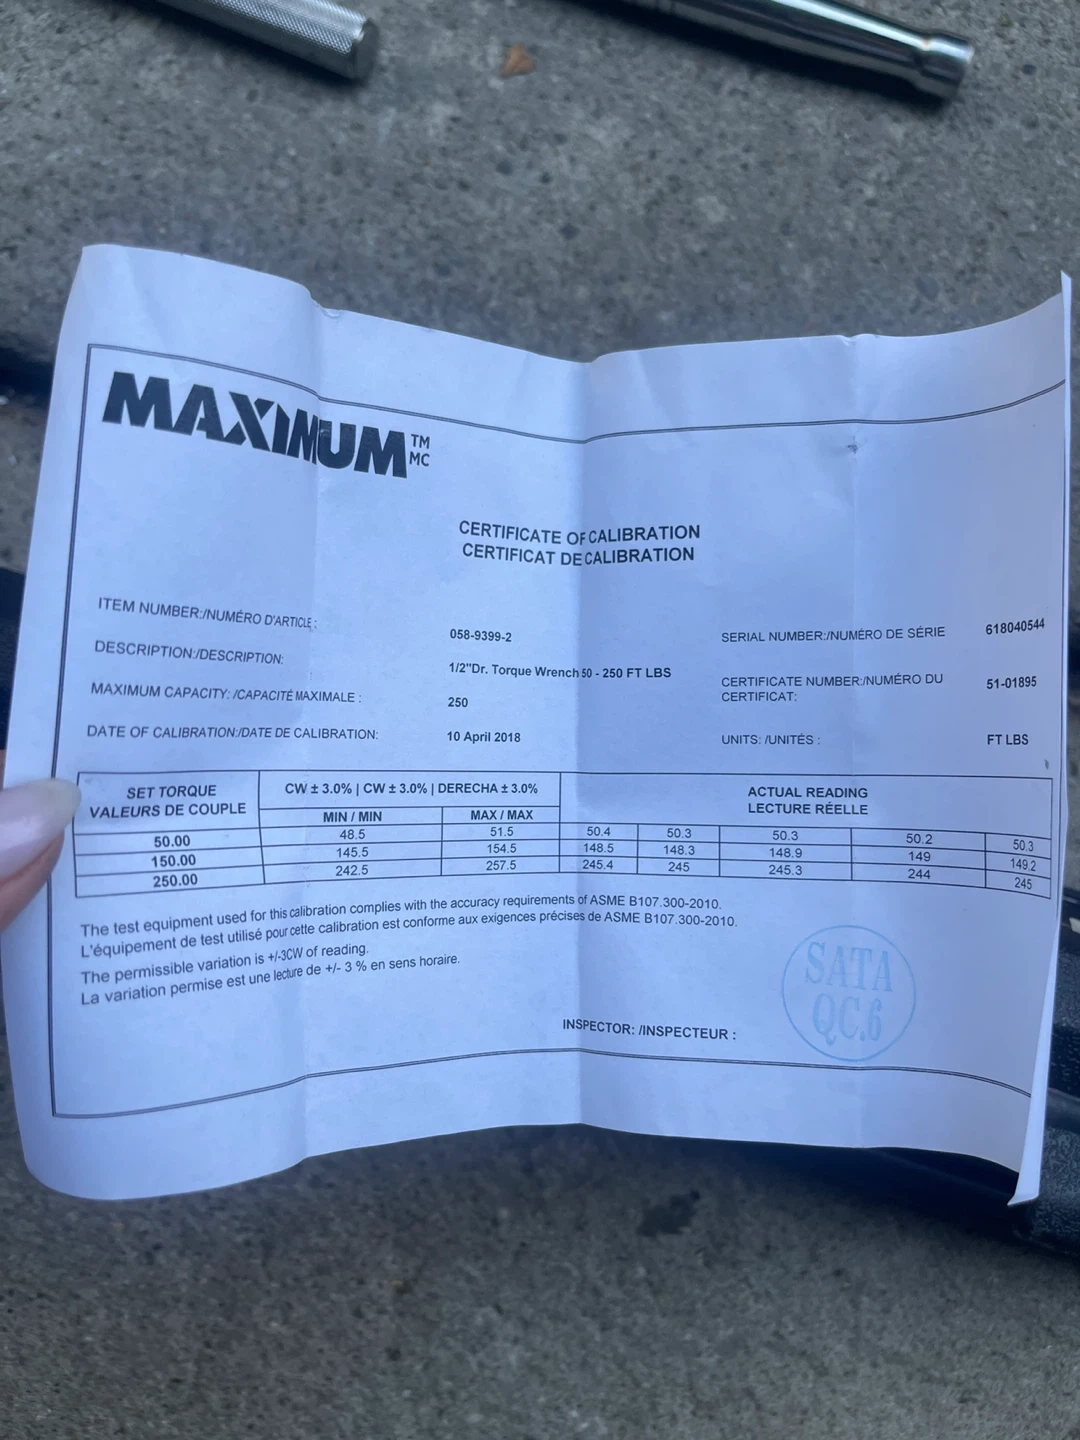 MAXIMUM TM MC
CERTIFICATE OF CALIBRATION
CERTIFICAT DE CALIBRATION
ITEM NUMBER:/NUMÉRO D'ARTICLE : 058-9399-2 SERIAL NUMBER:/NUMÉRO DE SÉRIE 618040544
DESCRIPTION:/DESCRIPTION: 1/2"Dr. Torque Wrench 50 - 250 FT LBS CERTIFICATE NUMBER:/NUMÉRO DU CERTIFICAT: 51-01895
MAXIMUM CAPACITY: /CAPACITÉ MAXIMALE : 250
DATE OF CALIBRATION:/DATE DE CALIBRATION: 10 April 2018 UNITS: /UNITÉS : FT LBS
SET TORQUE VALEURS DE COUPLE CW ± 3.0% | CW ± 3.0% | DERECHA ± 3.0% ACTUAL READING LECTURE RÉELLE
MIN / MIN MAX / MAX
50.00 48.5 51.5 50.4 50.3 50.3 50.2 50.3
150.00 145.5 154.5 148.5 148.3 148.9 149 149.2
250.00 242.5 257.5 245.4 245 245.3 244 245
The test equipment used for this calibration complies with the accuracy requirements of ASME B107.300-2010.
L'équipement de test utilisé pour cette calibration est conforme aux exigences précises de ASME B107.300-2010.
The permissible variation is +/-3CW of reading.
La variation permise est une lecture de +/- 3 % en sens horaire.
INSPECTOR: /INSPECTEUR :
SATA
QC.6